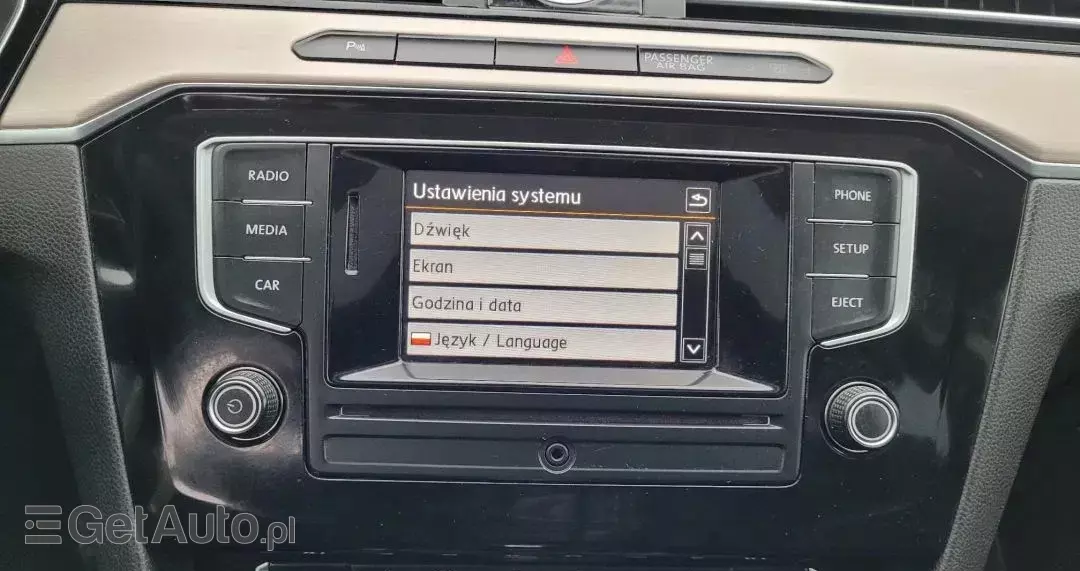 P
PASSENGER
AIR BAG
RADIO
MEDIA
CAR
Ustawienia systemu
Dźwięk
Ekran
Godzina i data
Język / Language
PHONE
SETUP
EJECT
GetAuto.pl